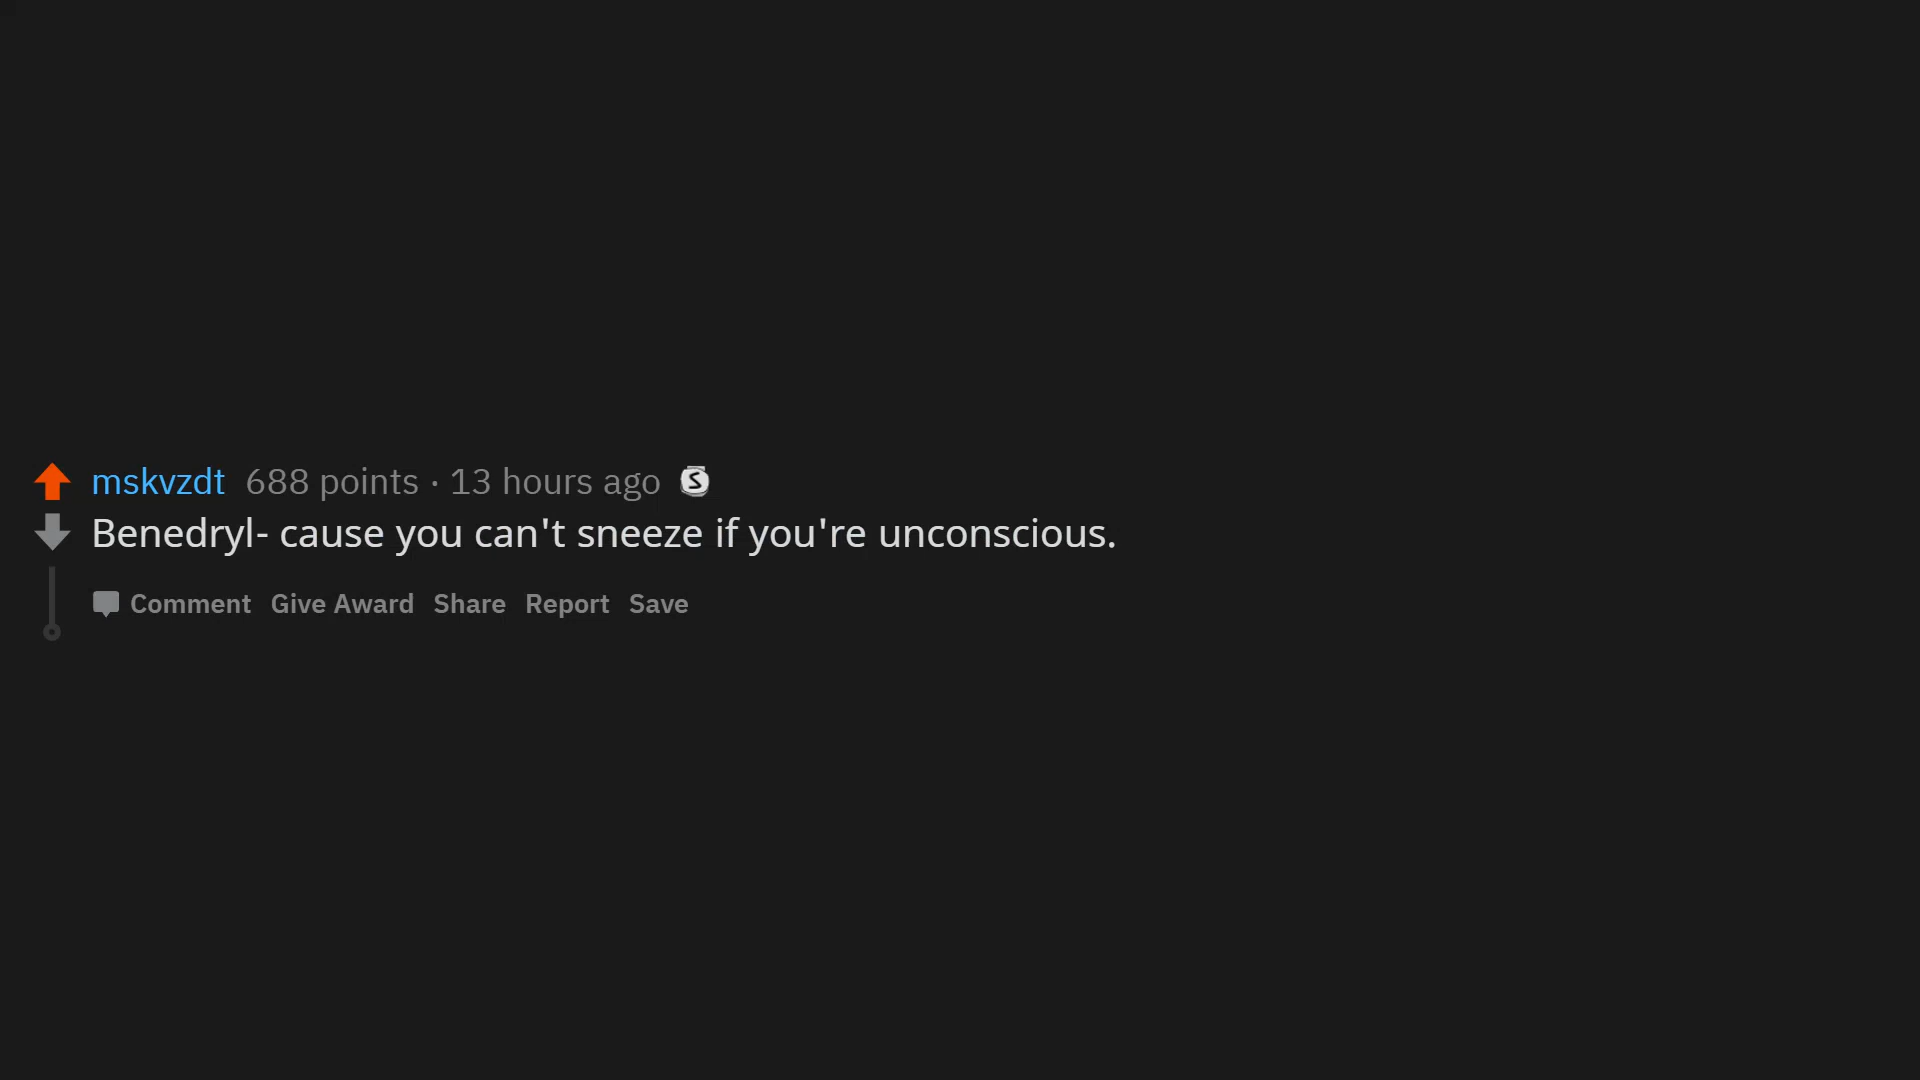 mskvzdt 688 points · 13 hours ago S
Benedryl- cause you can't sneeze if you're unconscious.
Comment Give Award Share Report Save